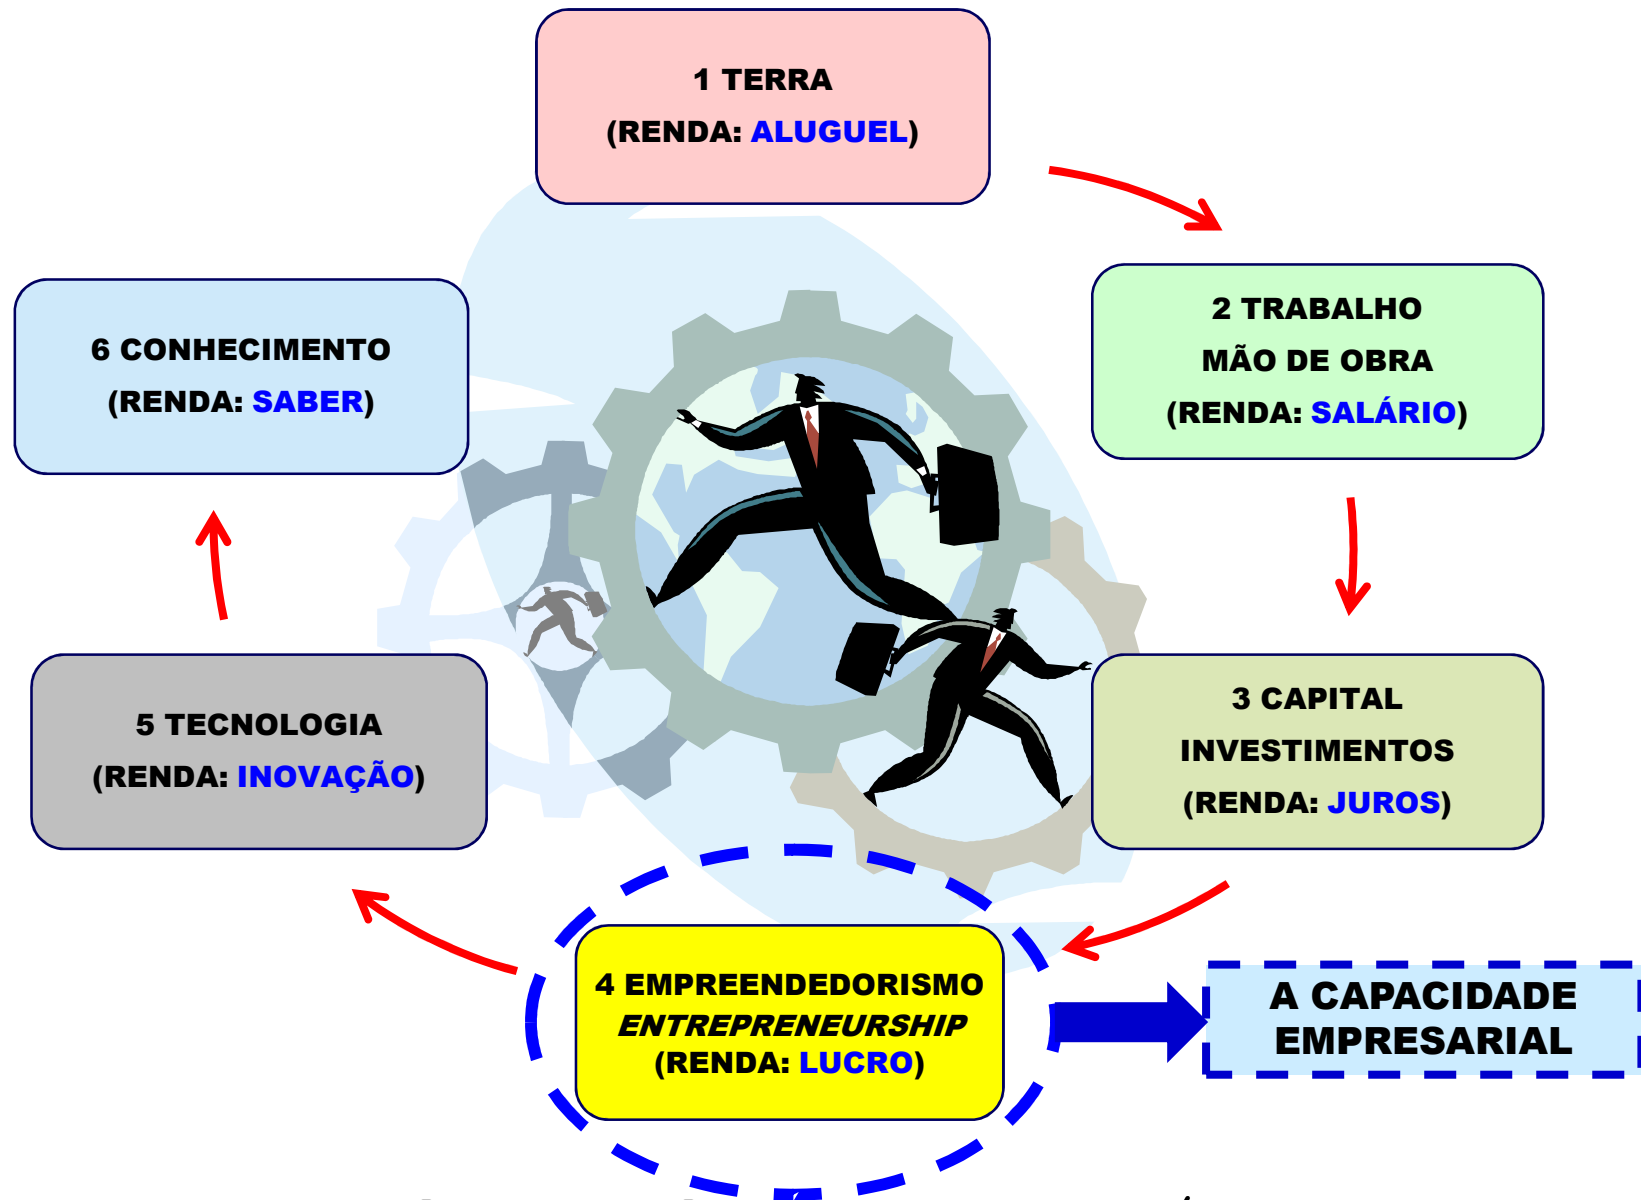 1 TERRA
(RENDA: ALUGUEL)
2 TRABALHO
MÃO DE OBRA
(RENDA: SALÁRIO)
3 CAPITAL
INVESTIMENTOS
(RENDA: JUROS)
4 EMPREENDEDORISMO
ENTREPRENEURSHIP
(RENDA: LUCRO)
A CAPACIDADE
EMPRESARIAL
5 TECNOLOGIA
(RENDA: INOVAÇÃO)
6 CONHECIMENTO
(RENDA: SABER)